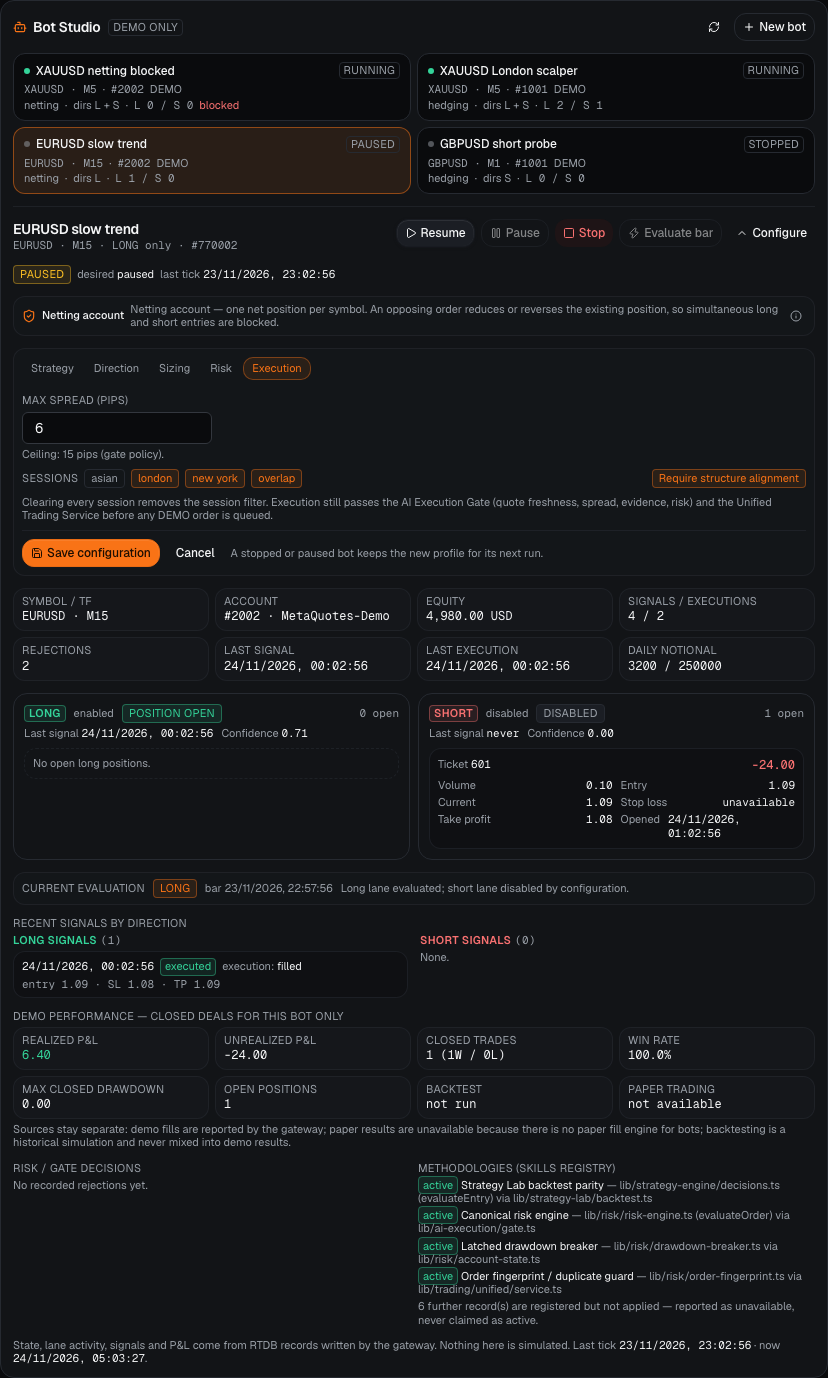 Bot Studio DEMO ONLY
New bot
XAUUSD netting blocked RUNNING
XAUUSD · M5 · #2002 DEMO
netting · dirs L + S · L 0 / S 0 blocked
XAUUSD London scalper RUNNING
XAUUSD · M5 · #1001 DEMO
hedging · dirs L + S · L 2 / S 1
EURUSD slow trend PAUSED
EURUSD · M15 · #2002 DEMO
netting · dirs L · L 1 / S 0
GBPUSD short probe STOPPED
GBPUSD · M1 · #1001 DEMO
hedging · dirs S · L 0 / S 0
EURUSD slow trend
EURUSD · M15 · LONG only · #770002
Resume Pause Stop Evaluate bar Configure
PAUSED desired paused last tick 23/11/2026, 23:02:56
Netting account Netting account — one net position per symbol. An opposing order reduces or reverses the existing position, so simultaneous long
and short entries are blocked.
Strategy Direction Sizing Risk Execution
MAX SPREAD (PIPS)
6
Ceiling: 15 pips (gate policy).
SESSIONS asian london new york overlap Require structure alignment
Clearing every session removes the session filter. Execution still passes the AI Execution Gate (quote freshness, spread, evidence, risk) and the Unified
Trading Service before any DEMO order is queued.
Save configuration Cancel A stopped or paused bot keeps the new profile for its next run.
SYMBOL / TF
EURUSD · M15
ACCOUNT
#2002 · MetaQuotes-Demo
EQUITY
4,980.00 USD
SIGNALS / EXECUTIONS
4 / 2
REJECTIONS
2
LAST SIGNAL
24/11/2026, 00:02:56
LAST EXECUTION
24/11/2026, 00:02:56
DAILY NOTIONAL
3200 / 250000
LONG enabled POSITION OPEN 0 open
Last signal 24/11/2026, 00:02:56 Confidence 0.71
No open long positions.
SHORT disabled DISABLED 1 open
Last signal never Confidence 0.00
Ticket 601 -24.00
Volume 0.10 Entry 1.09
Current 1.09 Stop loss unavailable
Take profit 1.08 Opened 24/11/2026,
01:02:56
CURRENT EVALUATION LONG bar 23/11/2026, 22:57:56 Long lane evaluated; short lane disabled by configuration.
RECENT SIGNALS BY DIRECTION
LONG SIGNALS (1)
24/11/2026, 00:02:56 executed execution: filled
entry 1.09 · SL 1.08 · TP 1.09
SHORT SIGNALS (0)
None.
DEMO PERFORMANCE — CLOSED DEALS FOR THIS BOT ONLY
REALIZED P&L
6.40
UNREALIZED P&L
-24.00
CLOSED TRADES
1 (1W / 0L)
WIN RATE
100.0%
MAX CLOSED DRAWDOWN
0.00
OPEN POSITIONS
1
BACKTEST
not run
PAPER TRADING
not available
Sources stay separate: demo fills are reported by the gateway; paper results are unavailable because there is no paper fill engine for bots; backtesting is a
historical simulation and never mixed into demo results.
RISK / GATE DECISIONS
No recorded rejections yet.
METHODOLOGIES (SKILLS REGISTRY)
active Strategy Lab backtest parity — lib/strategy-engine/decisions.ts
(evaluateEntry) via lib/strategy-lab/backtest.ts
active Canonical risk engine — lib/risk/risk-engine.ts (evaluateOrder) via
lib/ai-execution/gate.ts
active Latched drawdown breaker — lib/risk/drawdown-breaker.ts via
lib/risk/account-state.ts
active Order fingerprint / duplicate guard — lib/risk/order-fingerprint.ts via
lib/trading/unified/service.ts
6 further record(s) are registered but not applied — reported as unavailable,
never claimed as active.
State, lane activity, signals and P&L come from RTDB records written by the gateway. Nothing here is simulated. Last tick 23/11/2026, 23:02:56 · now
24/11/2026, 05:03:27.